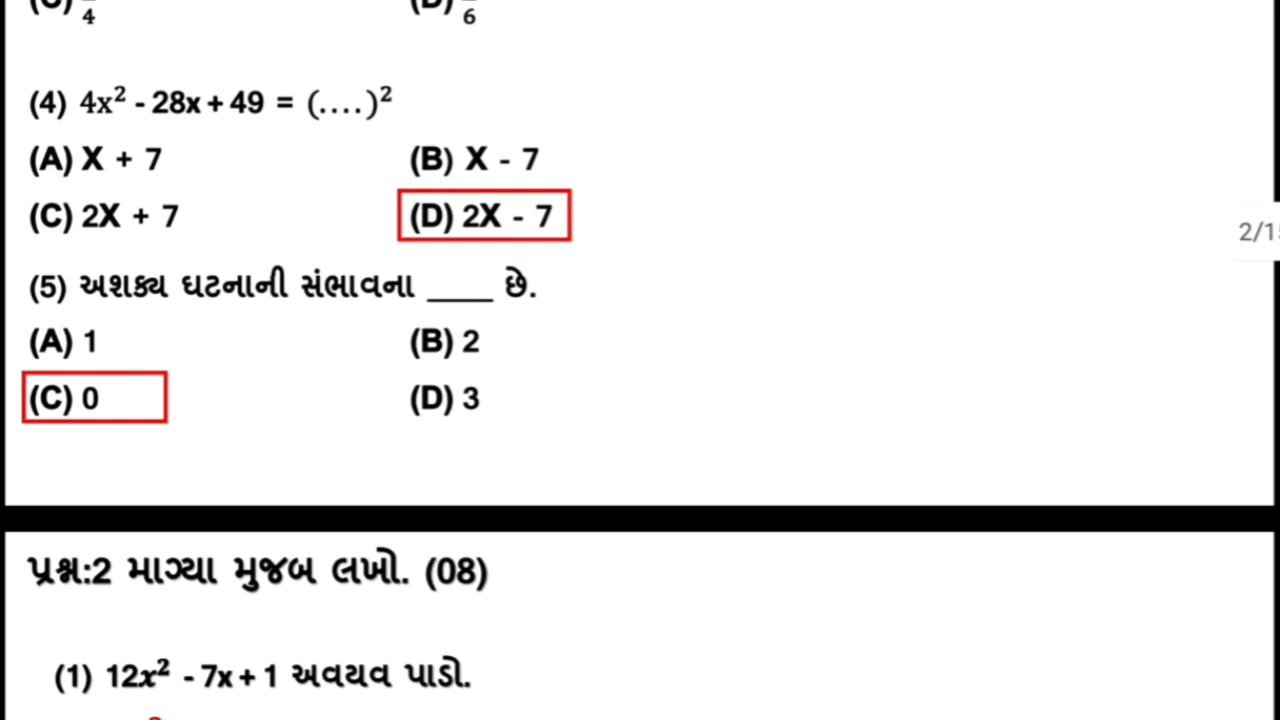 (4) 4x² - 28x + 49 = (....)²
(A) X + 7 (B) X - 7
(C) 2X + 7 (D) 2X - 7
(5) અશક્ય ઘટનાની સંભાવના ____ છે.
(A) 1 (B) 2
(C) 0 (D) 3
પ્રશ્ન:2 માગ્યા મુજબ લખો. (08)
(1) 12x² - 7x + 1 અવયવ પાડો.